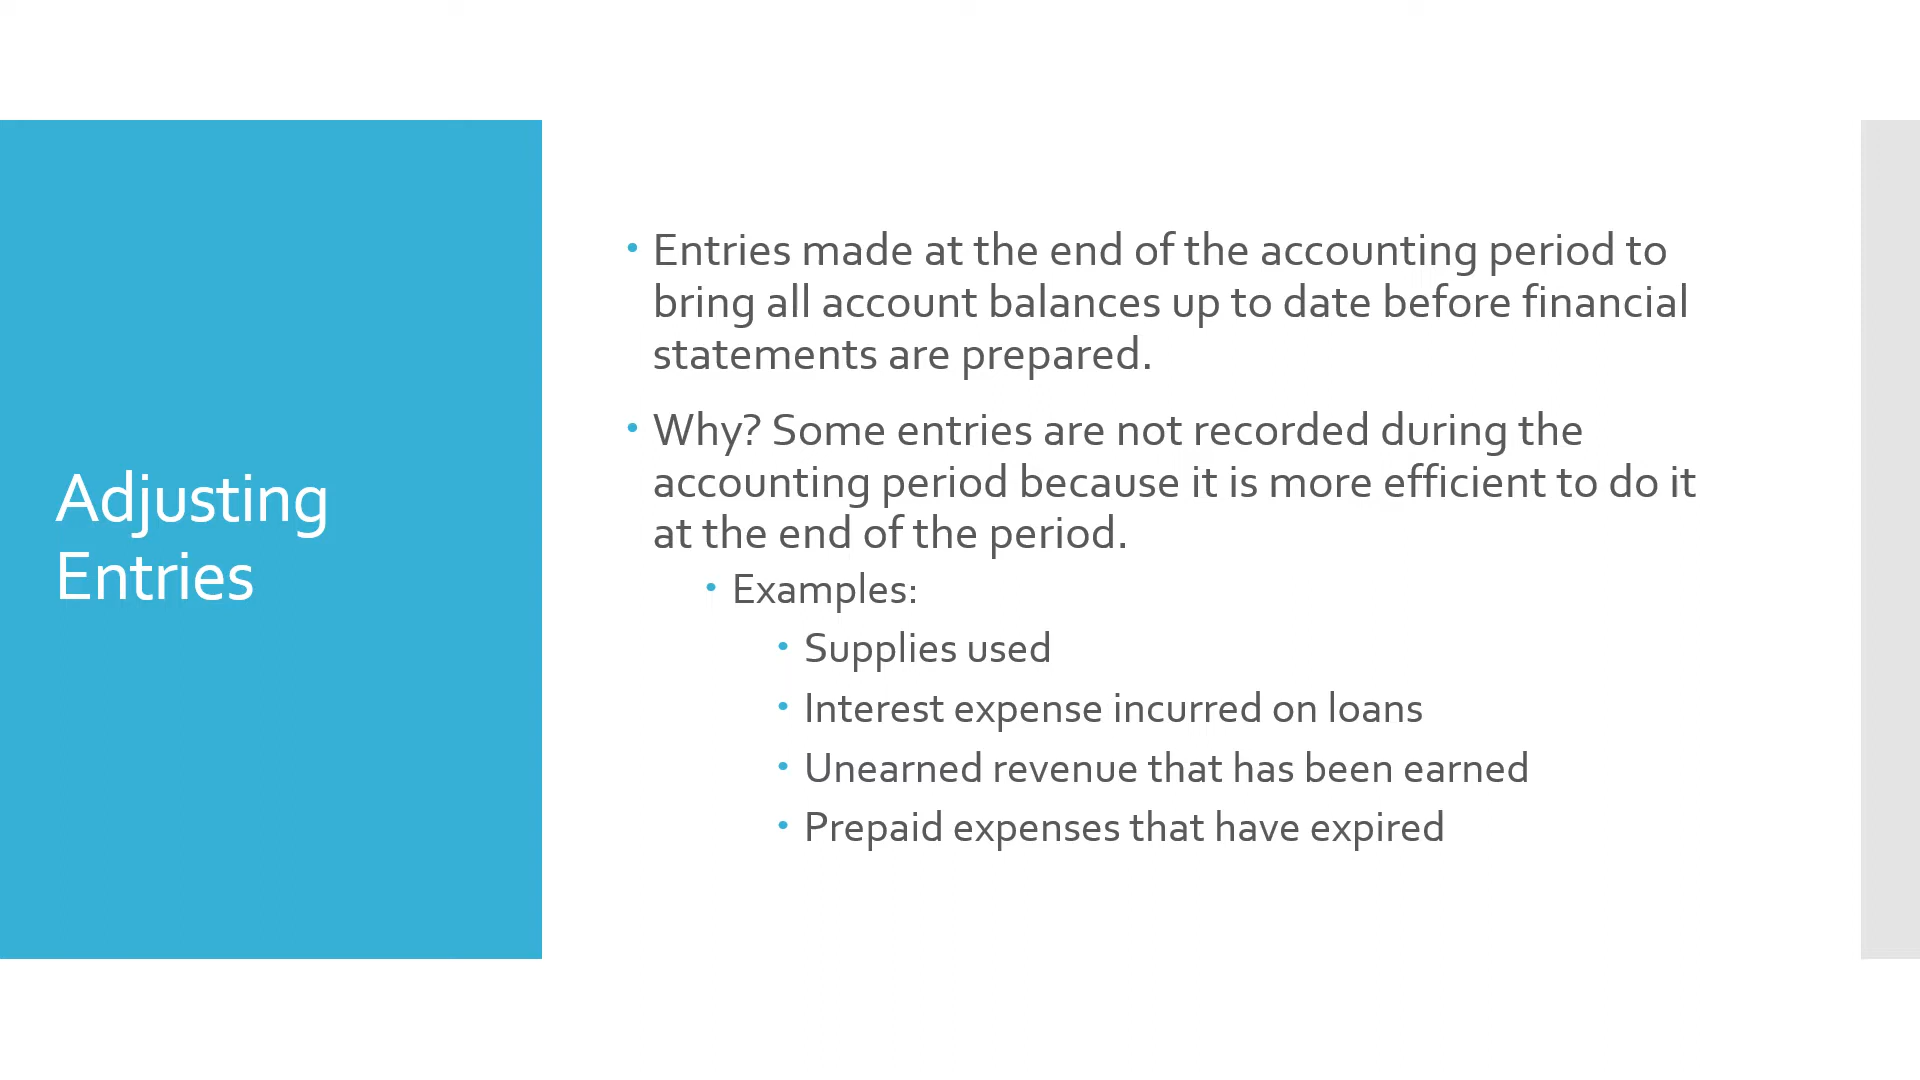 Adjusting
Entries
• Entries made at the end of the accounting period to
bring all account balances up to date before financial
statements are prepared.
• Why? Some entries are not recorded during the
accounting period because it is more efficient to do it
at the end of the period.
• Examples:
• Supplies used
• Interest expense incurred on loans
• Unearned revenue that has been earned
• Prepaid expenses that have expired